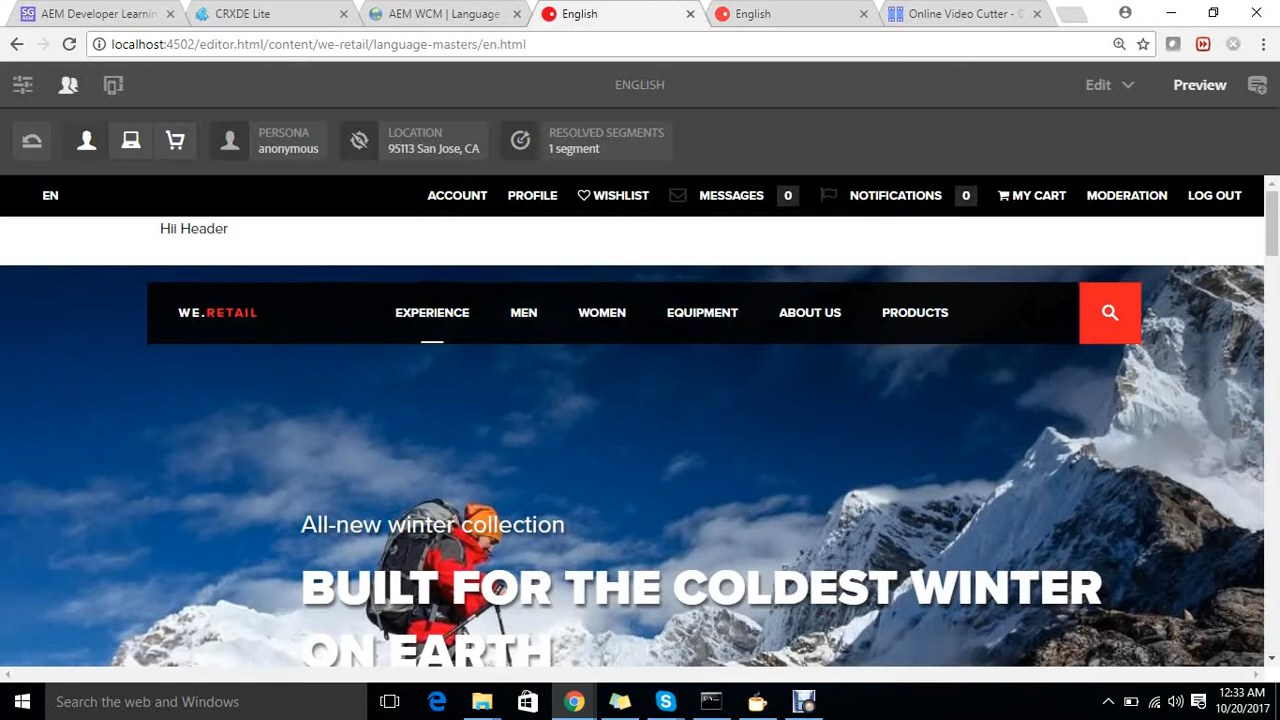 AEM Developer Learnin
CRXDE Lite
AEM WCM | Language
English
English
Online Video Cutter - C
localhost:4502/editor.html/content/we-retail/language-masters/en.html
ENGLISH
Edit
Preview
PERSONA
anonymous
LOCATION
95113 San Jose, CA
RESOLVED SEGMENTS
1 segment
EN
ACCOUNT
PROFILE
WISHLIST
MESSAGES 0
NOTIFICATIONS 0
MY CART
MODERATION
LOG OUT
Hii Header
WE.RETAIL
EXPERIENCE
MEN
WOMEN
EQUIPMENT
ABOUT US
PRODUCTS
All-new winter collection
BUILT FOR THE COLDEST WINTER
ON EARTH
Search the web and Windows
12:33 AM
10/20/2017